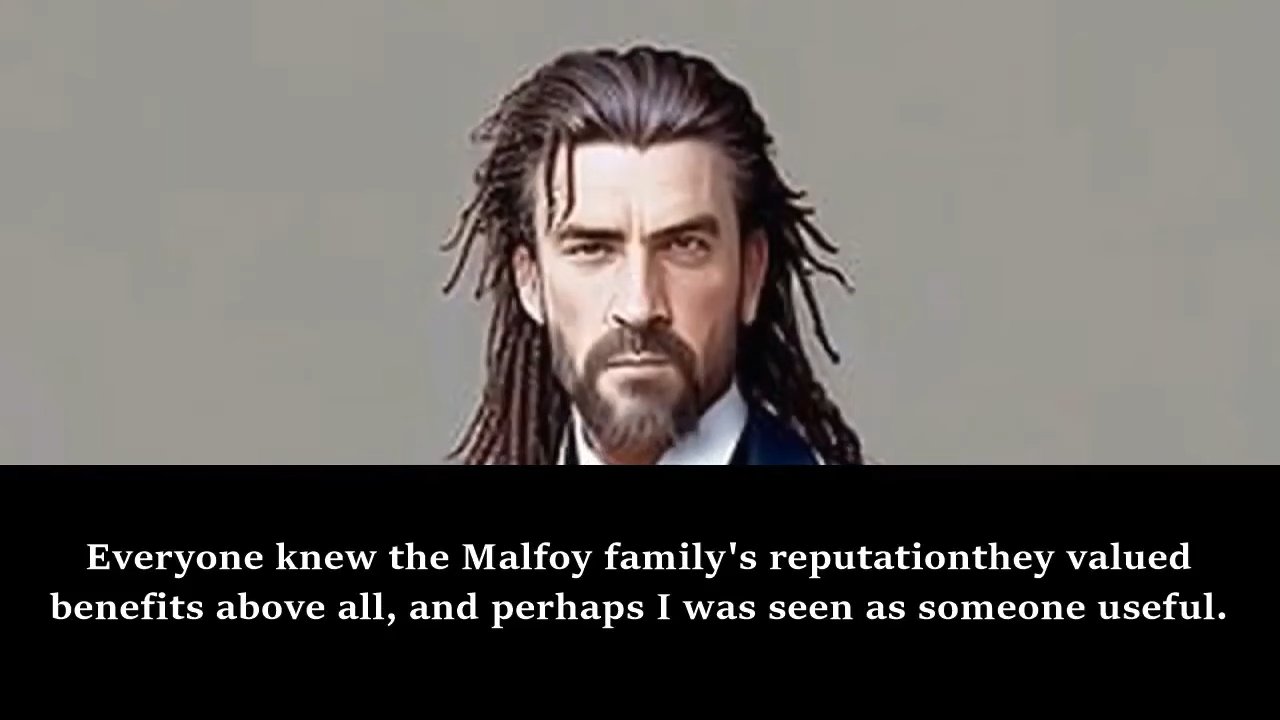 Everyone knew the Malfoy family's reputationthey valued
benefits above all, and perhaps I was seen as someone useful.